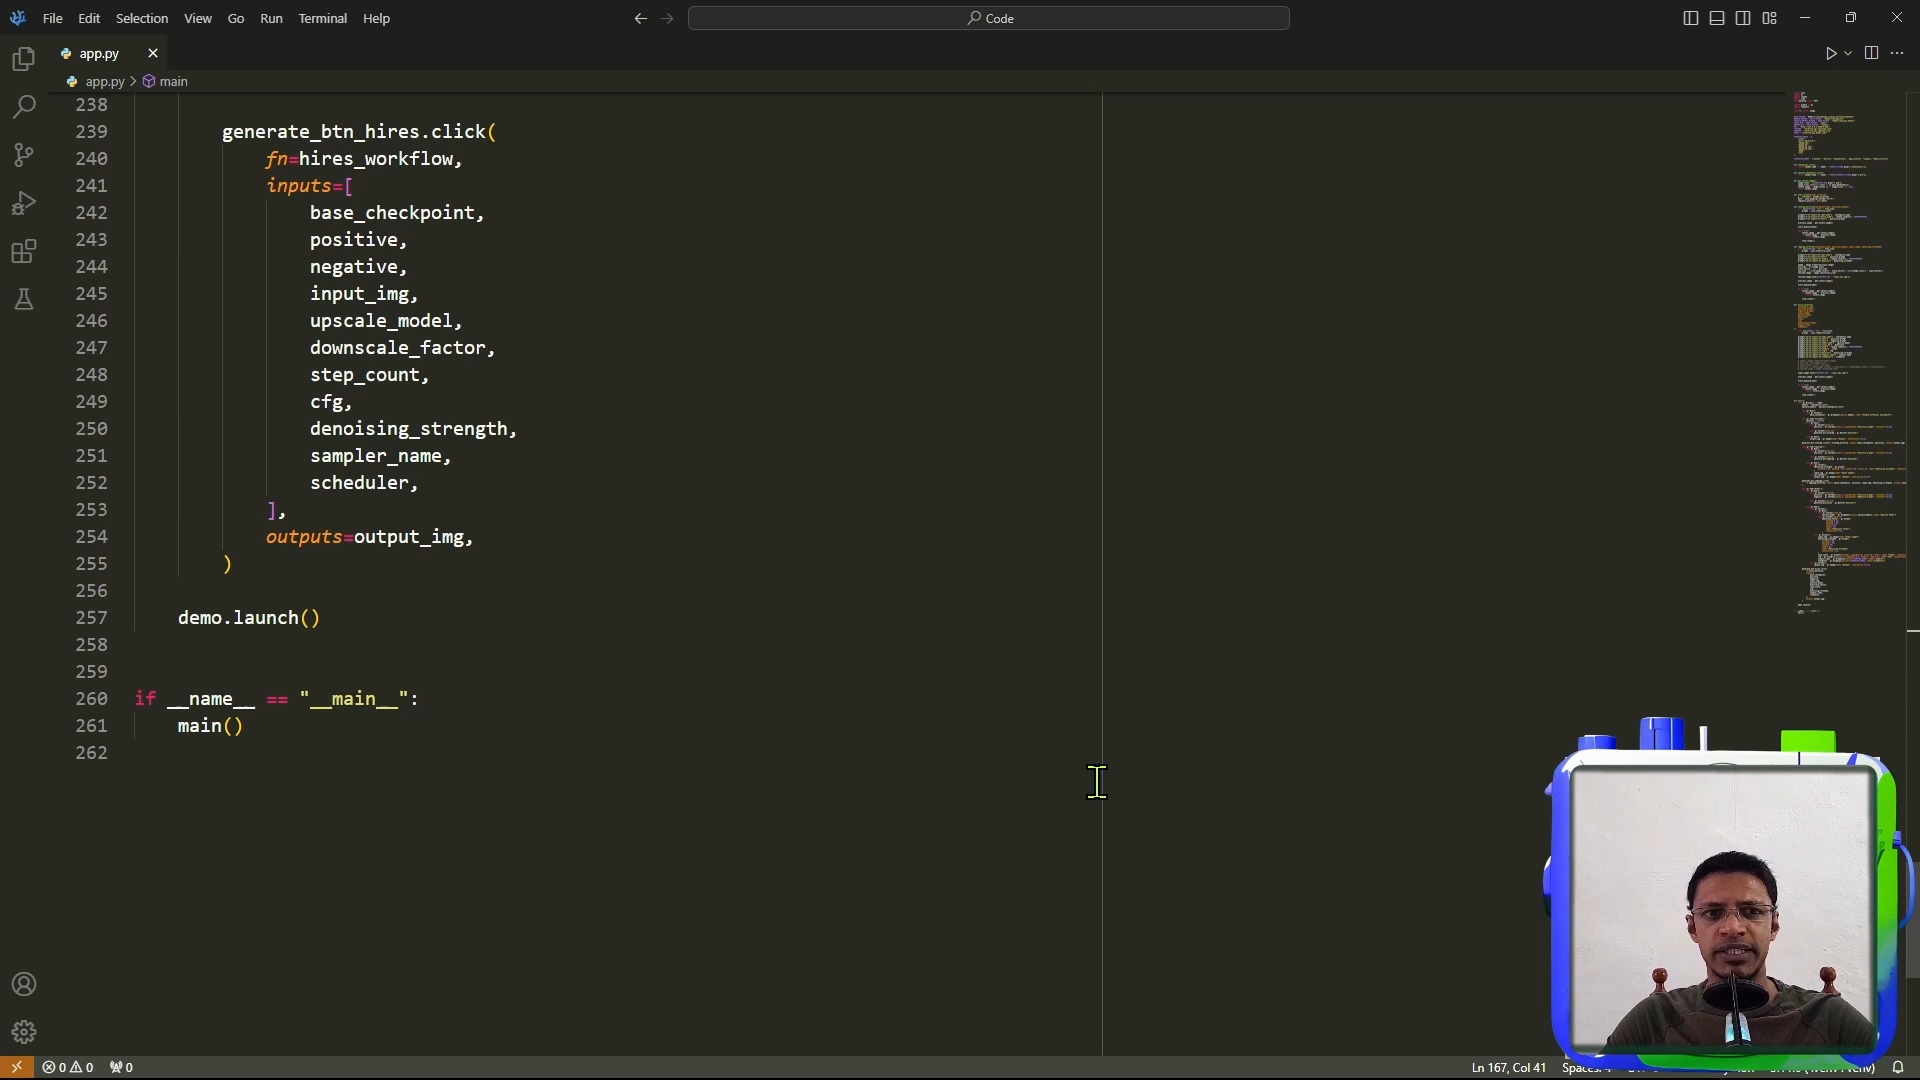 File Edit Selection View Go Run Terminal Help
Code
app.py
app.py > main
238
239 generate_btn_hires.click(
240 fn=hires_workflow,
241 inputs=[
242 base_checkpoint,
243 positive,
244 negative,
245 input_img,
246 upscale_model,
247 downscale_factor,
248 step_count,
249 cfg,
250 denoising_strength,
251 sampler_name,
252 scheduler,
253 ],
254 outputs=output_img,
255 )
256
257 demo.launch()
258
259
260 if __name__ == "__main__":
261 main()
262
0 0 0 Ln 167, Col 41